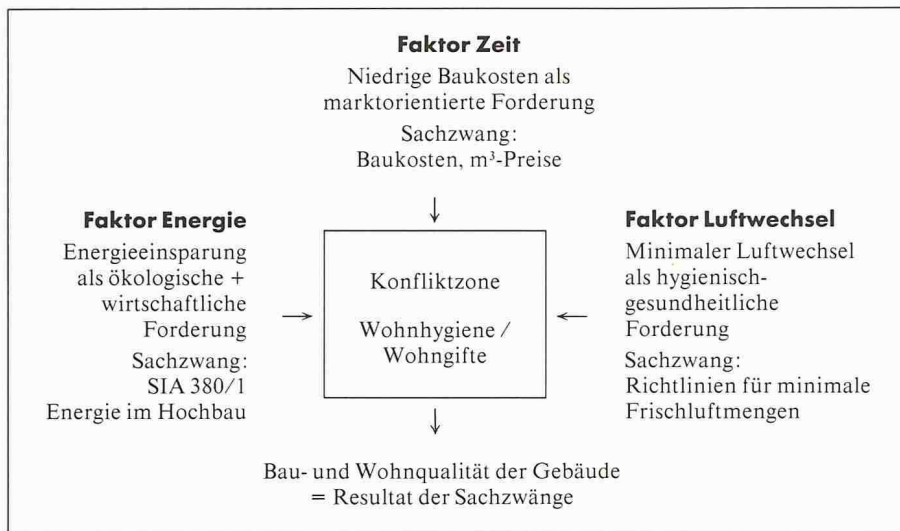 Faktor Zeit
Niedrige Baukosten als
marktorientierte Forderung
Sachzwang:
Baukosten, m³-Preise
↓
Faktor Energie
Energieeinsparung
als ökologische +
wirtschaftliche
Forderung
Sachzwang:
SIA 380/1
Energie im Hochbau
→
Konfliktzone
Wohnhygiene /
Wohngifte
←
Faktor Luftwechsel
Minimaler Luftwechsel
als hygienisch-
gesundheitliche
Forderung
Sachzwang:
Richtlinien für minimale
Frischluftmengen
↓
Bau- und Wohnqualität der Gebäude
= Resultat der Sachzwänge